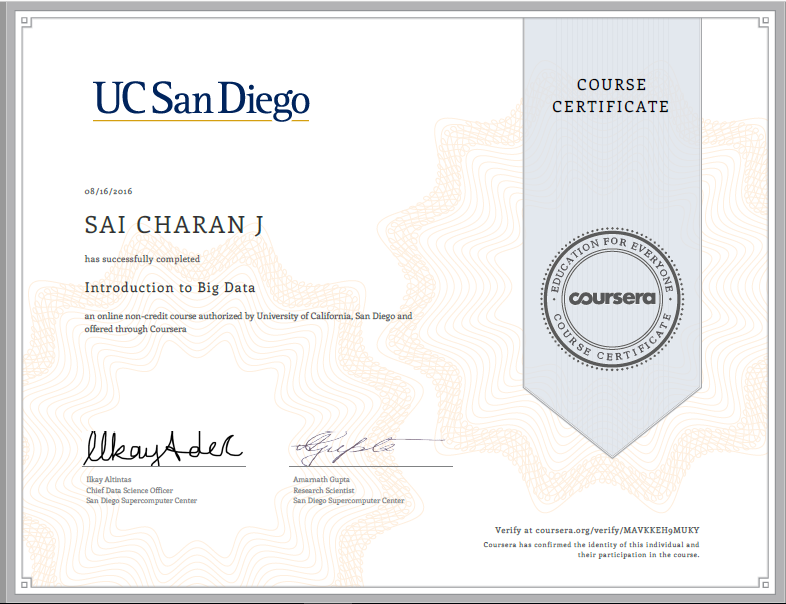 UC San Diego
COURSE
CERTIFICATE
08/16/2016
SAI CHARAN J
has successfully completed
Introduction to Big Data
an online non-credit course authorized by University of California, San Diego and
offered through Coursera
EDUCATION FOR EVERYONE
coursera
COURSE CERTIFICATE
Ilkay Altintas
Chief Data Science Officer
San Diego Supercomputer Center
Amarnath Gupta
Research Scientist
San Diego Supercomputer Center
Verify at coursera.org/verify/MAVKKEH9MUKY
Coursera has confirmed the identity of this individual and
their participation in the course.